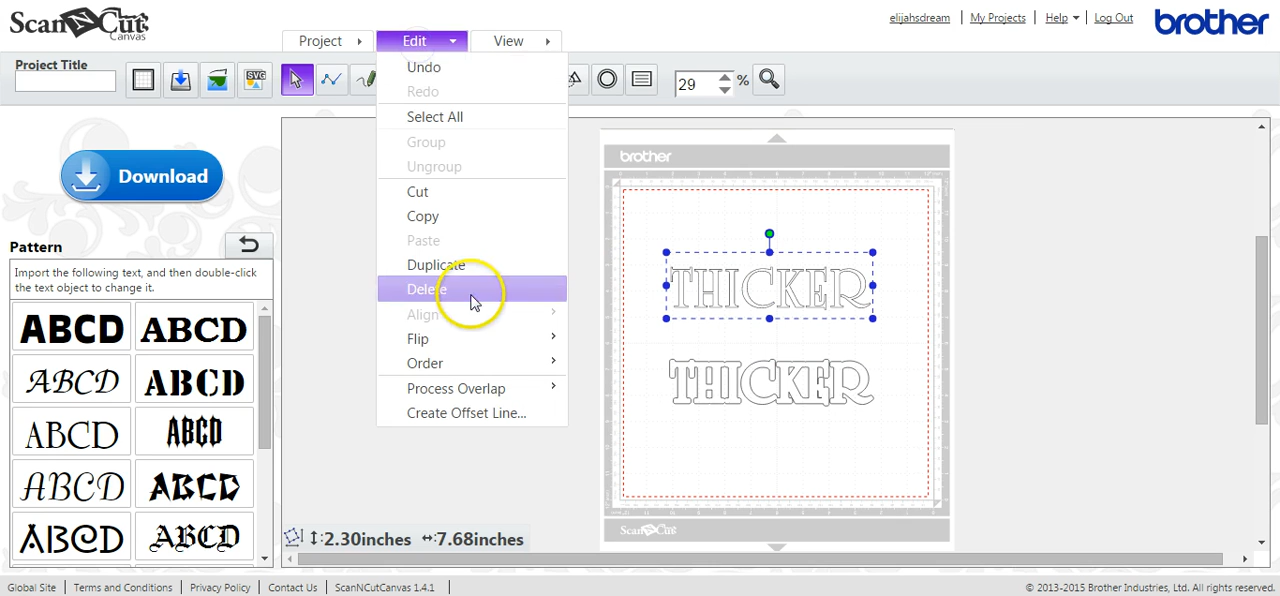 ScanNCut
Canvas
elijahsdream
My Projects
Help
Log Out
brother
Project
Edit
View
Project Title
SVG
29
%
Undo
Redo
Select All
Group
Ungroup
Cut
Copy
Paste
Duplicate
Delete
Align
Flip
Order
Process Overlap
Create Offset Line...
Download
Pattern
Import the following text, and then double-click
the text object to change it.
ABCD
ABCD
ABCD
ABCD
ABCD
ABCD
ABCD
ABCD
ABCD
ABCD
brother
THICKER
THICKER
ScanNCut
2.30inches
7.68inches
Global Site
Terms and Conditions
Privacy Policy
Contact Us
ScanNCutCanvas 1.4.1
© 2013-2015 Brother Industries, Ltd. All rights reserved.